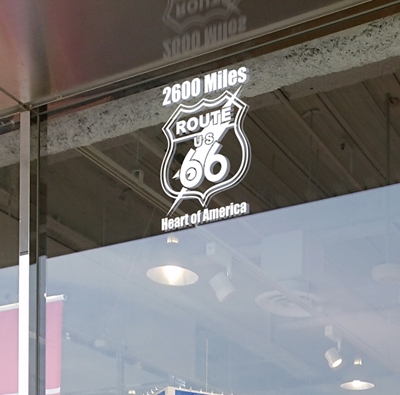 2600 Miles
ROUTE
US
66
Heart of America